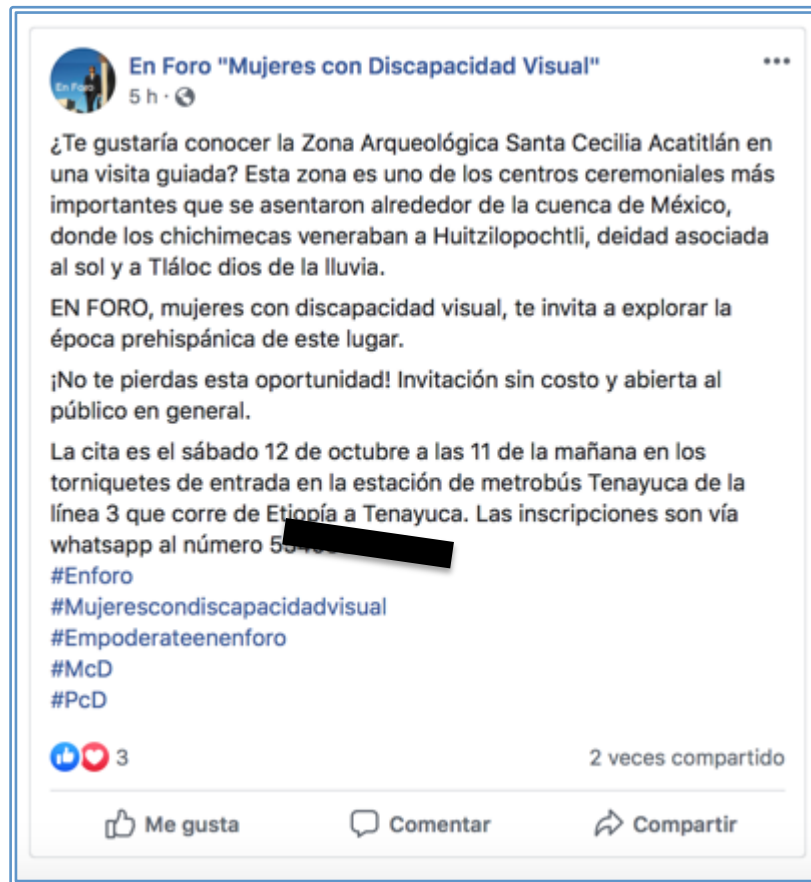 En Foro "Mujeres con Discapacidad Visual"
En Foro
5 h ·
¿Te gustaría conocer la Zona Arqueológica Santa Cecilia Acatitlán en
una visita guiada? Esta zona es uno de los centros ceremoniales más
importantes que se asentaron alrededor de la cuenca de México,
donde los chichimecas veneraban a Huitzilopochtli, deidad asociada
al sol y a Tláloc dios de la lluvia.
EN FORO, mujeres con discapacidad visual, te invita a explorar la
época prehispánica de este lugar.
¡No te pierdas esta oportunidad! Invitación sin costo y abierta al
público en general.
La cita es el sábado 12 de octubre a las 11 de la mañana en los
torniquetes de entrada en la estación de metrobús Tenayuca de la
línea 3 que corre de Etiopía a Tenayuca. Las inscripciones son vía
whatsapp al número
#Enforo
#Mujerescondiscapacidadvisual
#Empoderateenenforo
#McD
#PcD
3
2 veces compartido
Me gusta
Comentar
Compartir